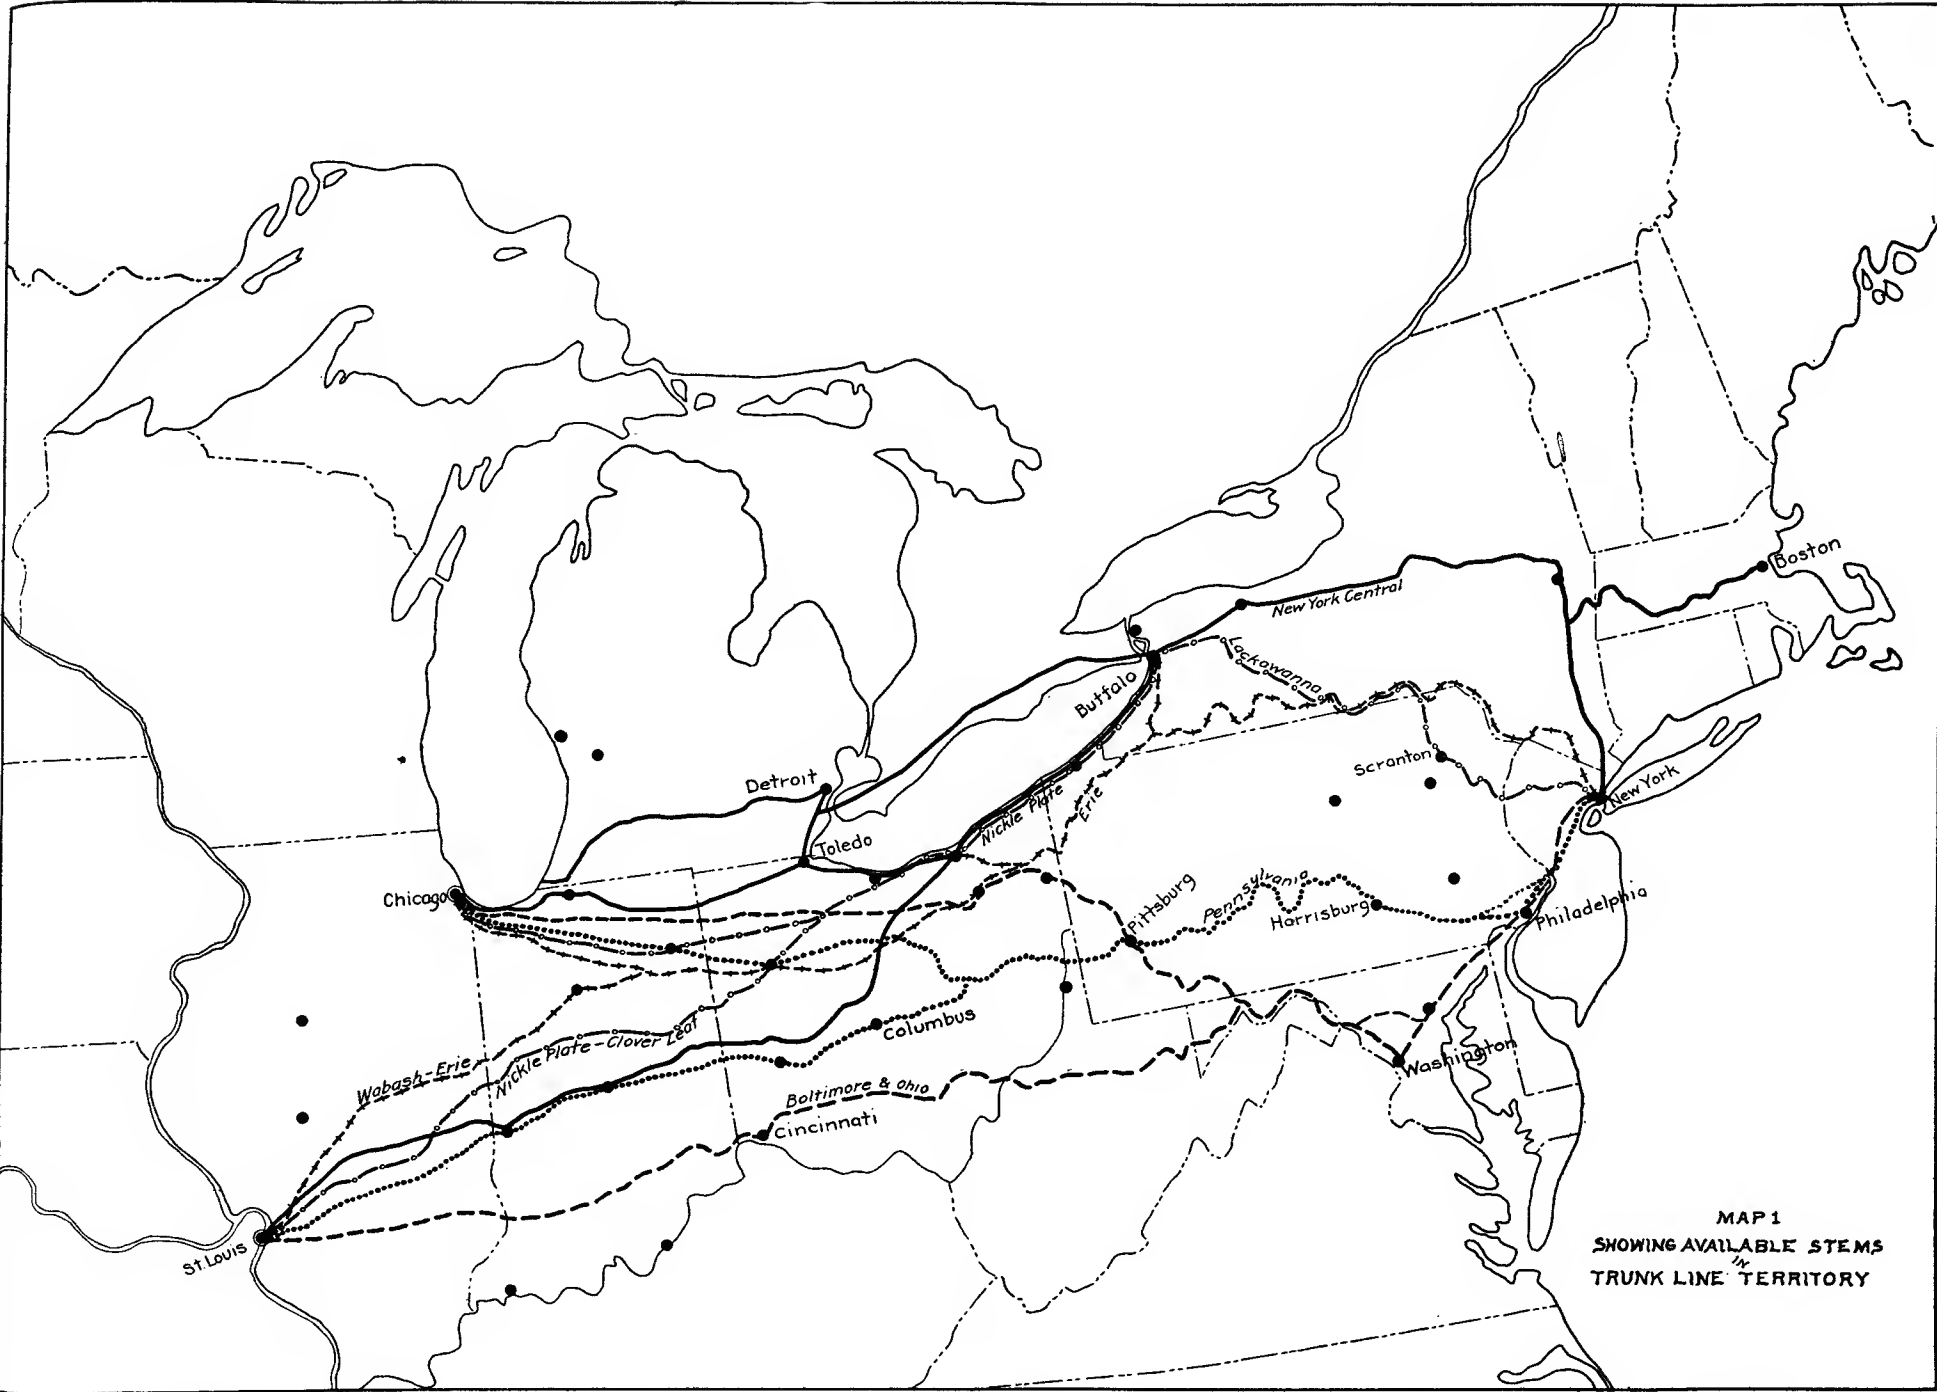 Boston
New York Central
Lackawanna
Buffalo
Detroit
Scranton
New York
Nickle Plate
Erie
Toledo
Chicago
Pittsburg
Pennsylvania
Harrisburg
Philadelphia
Columbus
Nickle Plate-Clover Leaf
Wabash-Erie
Washington
Baltimore & Ohio
Cincinnati
St. Louis
MAP 1
SHOWING AVAILABLE STEMS
IN
TRUNK LINE TERRITORY